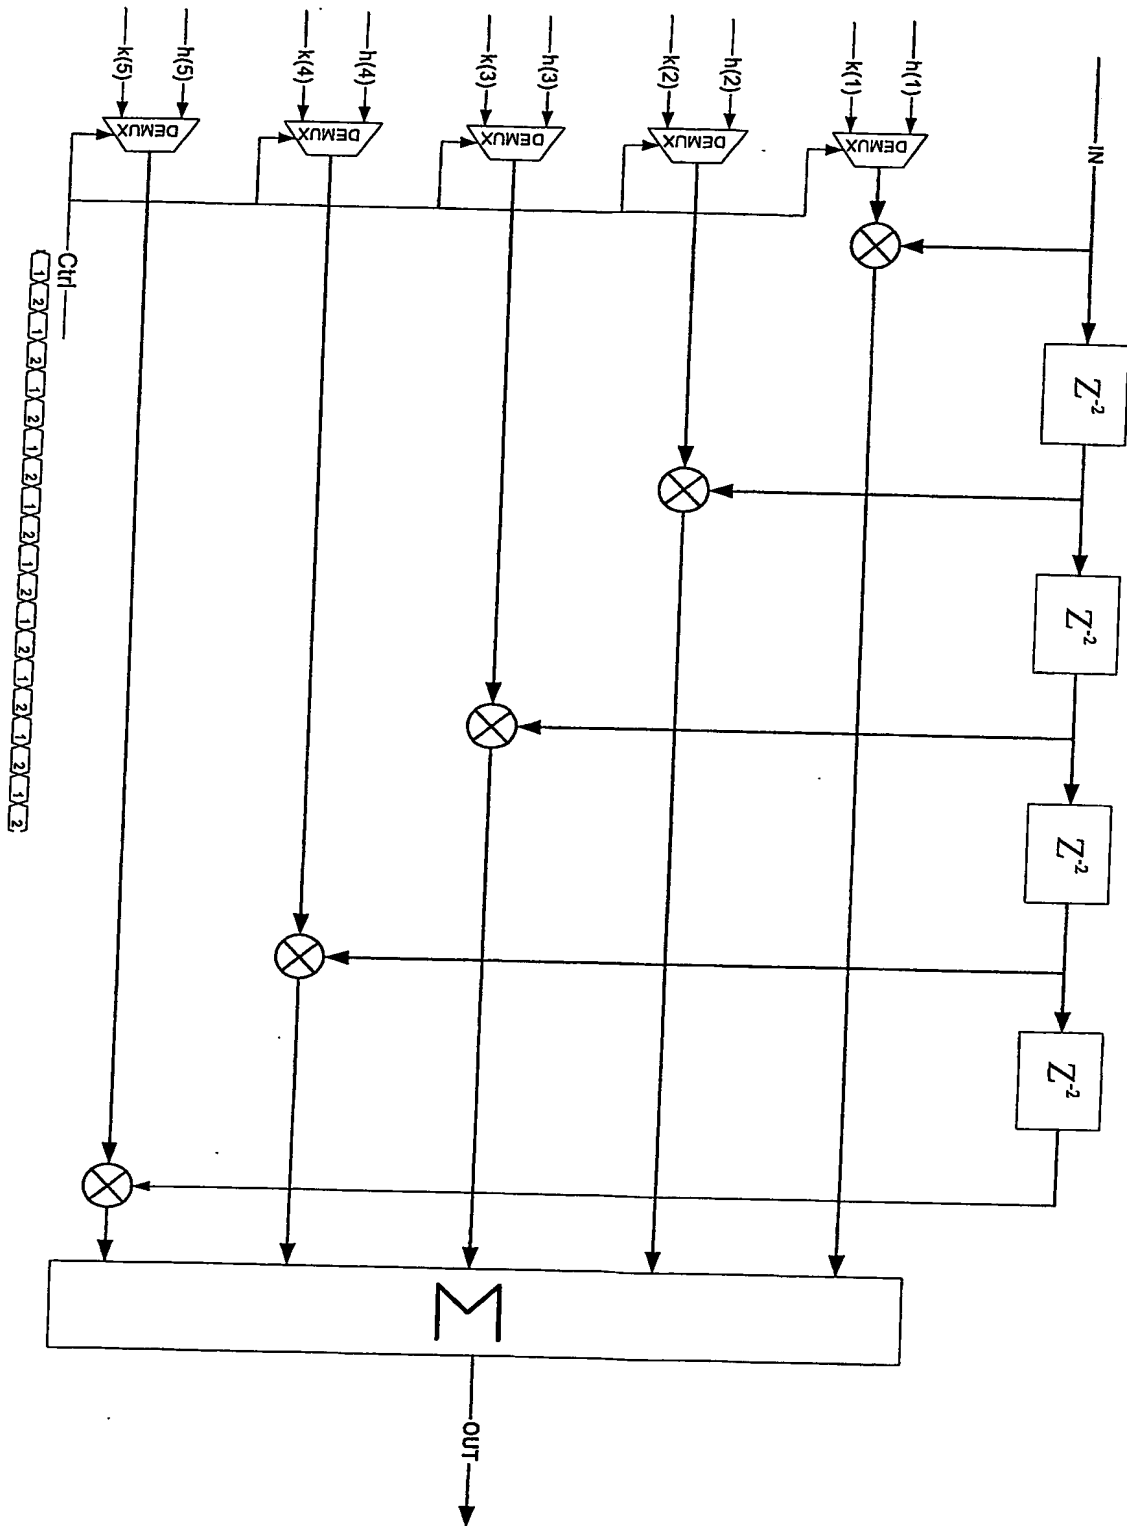 IN
Z⁻²
Z⁻²
Z⁻²
Z⁻²
h(1)
k(1)
DEMUX
h(2)
k(2)
DEMUX
h(3)
k(3)
DEMUX
h(4)
k(4)
DEMUX
h(5)
k(5)
DEMUX
Σ
OUT
Ctrl
1 2 1 2 1 2 1 2 1 2 1 2 1 2 1 2 1 2 1 2